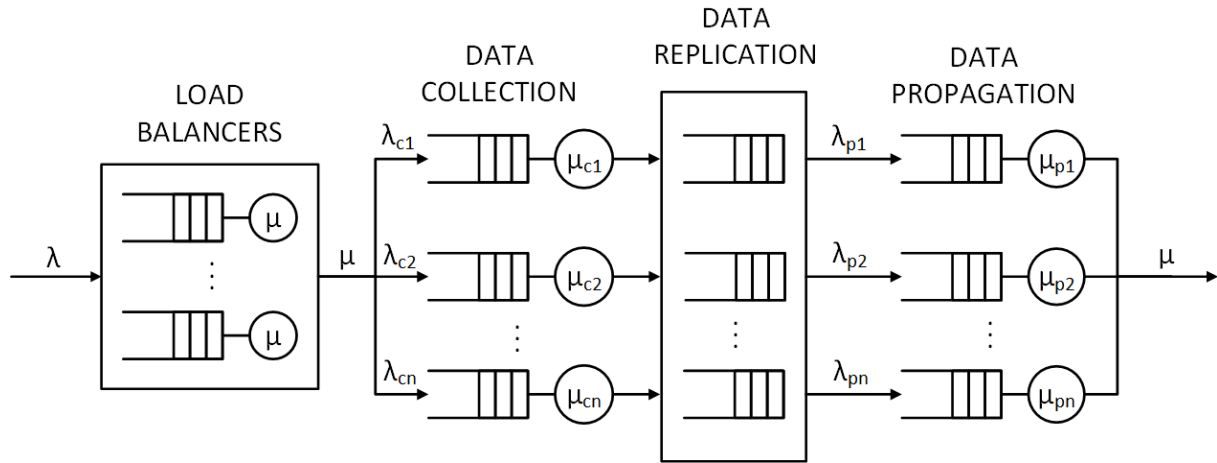 LOAD
BALANCERS
DATA
COLLECTION
DATA
REPLICATION
DATA
PROPAGATION
λ
μ
μ
μ
λc1
λc2
λcn
μc1
μc2
μcn
λp1
λp2
λpn
μp1
μp2
μpn
μ